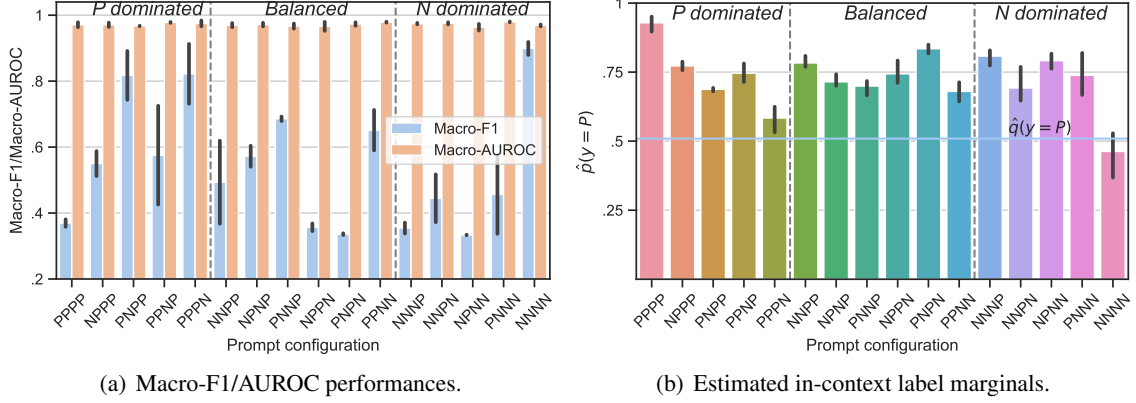 P dominated
Balanced
N dominated
Macro-F1/Macro-AUROC
1
.8
.6
.4
.2
Macro-F1
Macro-AUROC
PPPP
NPPP
PNPP
PPNP
PPPN
NNPP
NPNP
PNNP
NPPN
PNPN
PPNN
NNNP
NNPN
NPNN
PNNN
NNNN
Prompt configuration
(a) Macro-F1/AUROC performances.
P dominated
Balanced
N dominated
p̂(y = P)
1
.75
.5
.25
q̂(y = P)
PPPP
NPPP
PNPP
PPNP
PPPN
NNPP
NPNP
PNNP
NPPN
PNPN
PPNN
NNNP
NNPN
NPNN
PNNN
NNNN
Prompt configuration
(b) Estimated in-context label marginals.